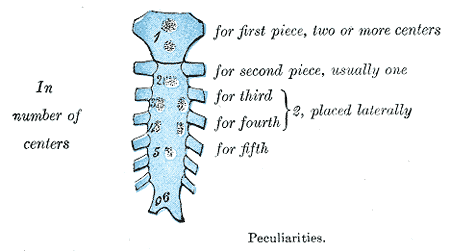 1
for first piece, two or more centers
2
for second piece, usually one
3
for third
2, placed laterally
4
for fourth
5
for fifth
6
In
number of
centers
Peculiarities.